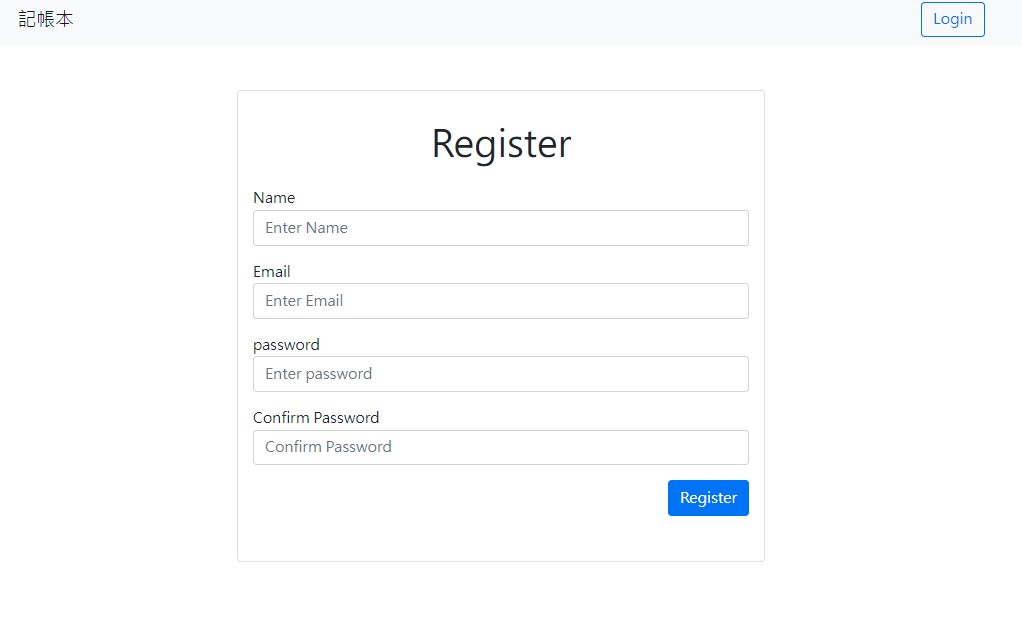 記帳本
Login
Register
Name
Enter Name
Email
Enter Email
password
Enter password
Confirm Password
Confirm Password
Register